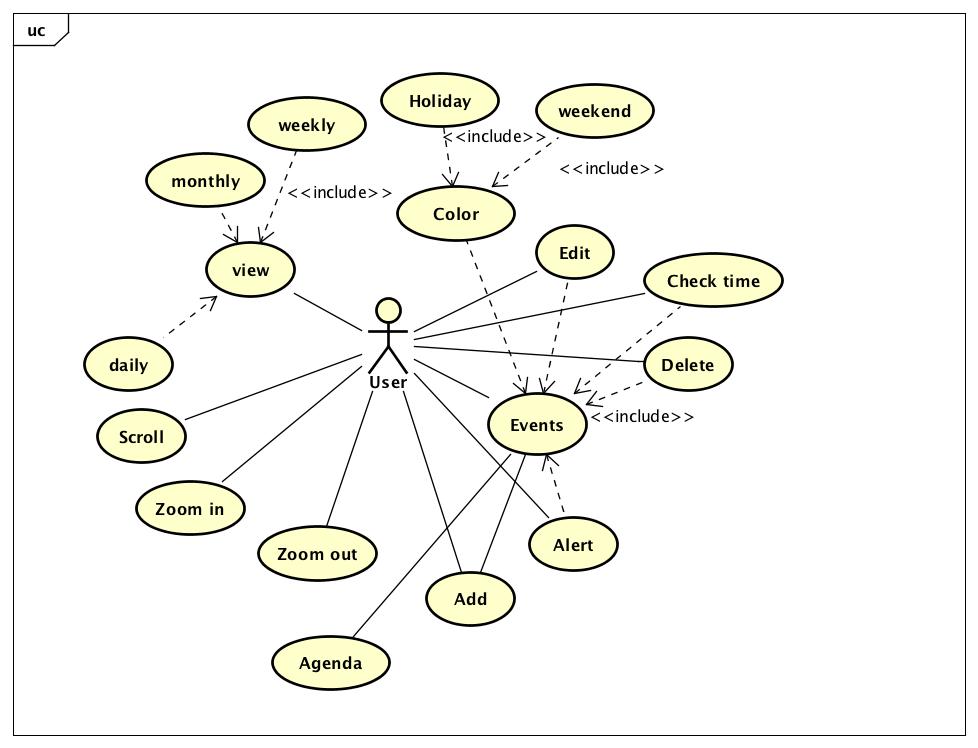 uc
Holiday
weekend
weekly
<<include>>
<<include>>
monthly
<<include>>
Color
Edit
view
Check time
daily
Delete
User
<<include>>
Events
Scroll
Zoom in
Alert
Zoom out
Add
Agenda